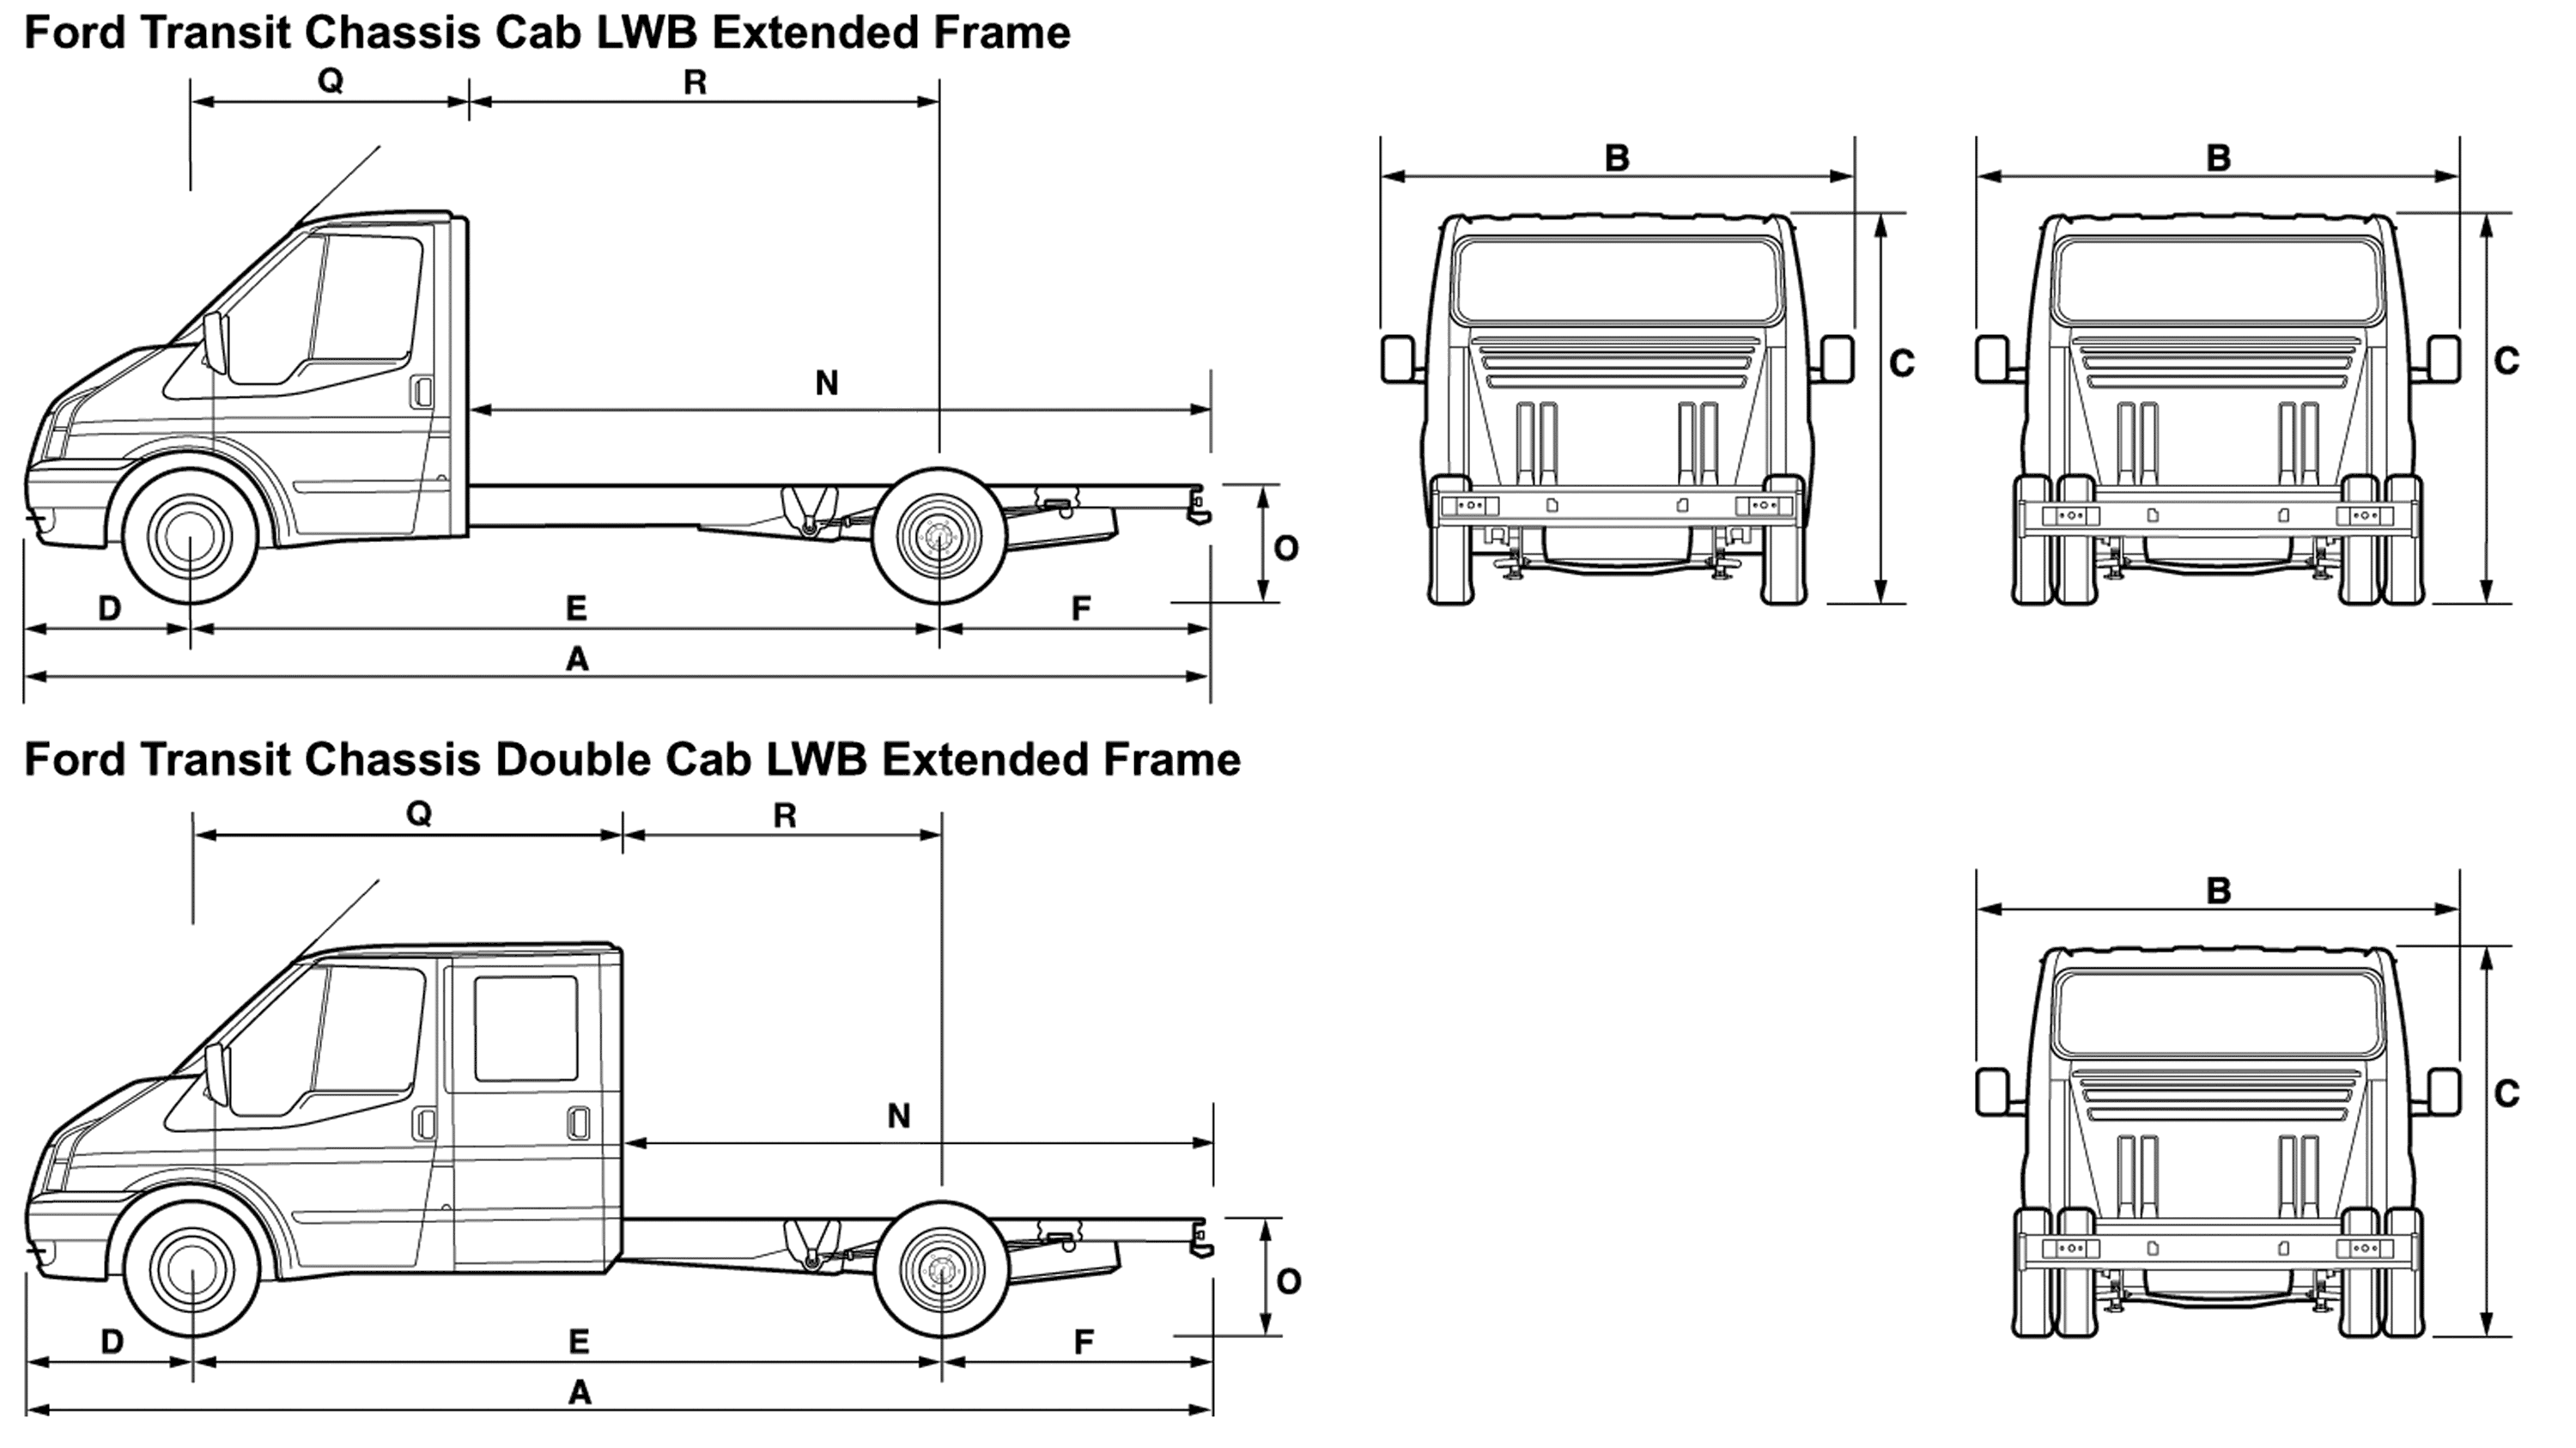 Ford Transit Chassis Cab LWB Extended Frame
Q R
B B
N
C C
O
D E F
A
Ford Transit Chassis Double Cab LWB Extended Frame
Q R
B
N
C
O
D E F
A